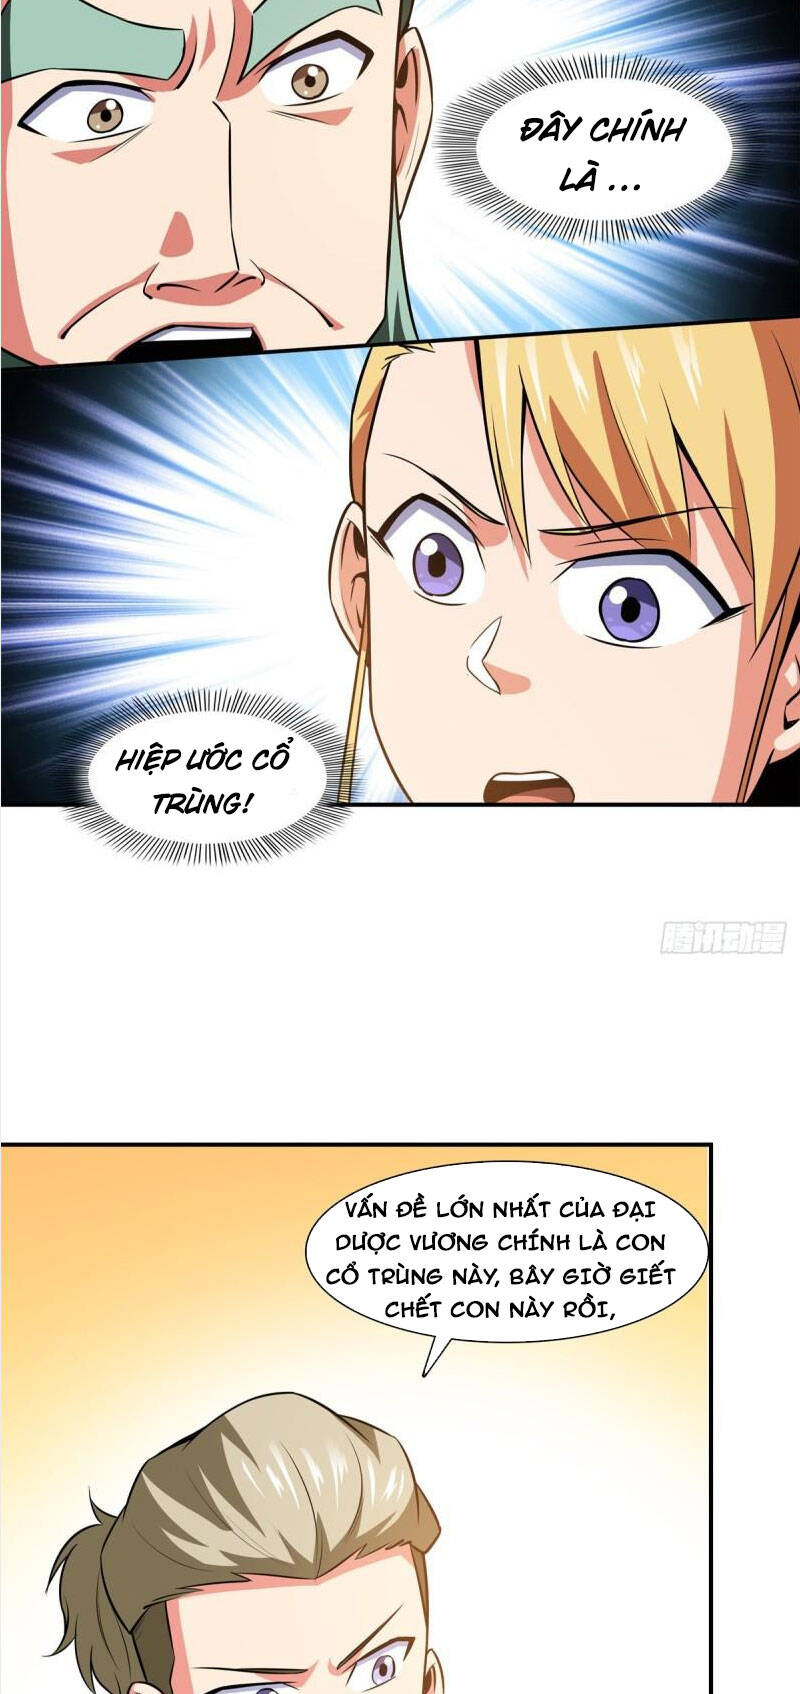 ĐÂY CHÍNH
LÀ ...
HIỆP ƯỚC CỔ
TRÙNG!
腾讯动漫
VẤN ĐỀ LỚN NHẤT CỦA ĐẠI
DƯỢC VƯƠNG CHÍNH LÀ CON
CỔ TRÙNG NÀY, BÂY GIỜ GIẾT
CHẾT CON NÀY RỒI,